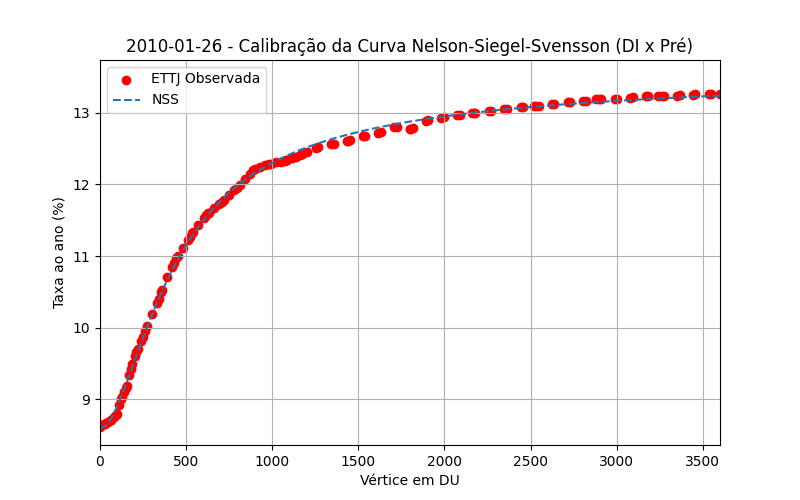 2010-01-26 - Calibração da Curva Nelson-Siegel-Svensson (DI x Pré)
ETTJ Observada
NSS
Taxa ao ano (%)
13
12
11
10
9
0 500 1000 1500 2000 2500 3000 3500
Vértice em DU